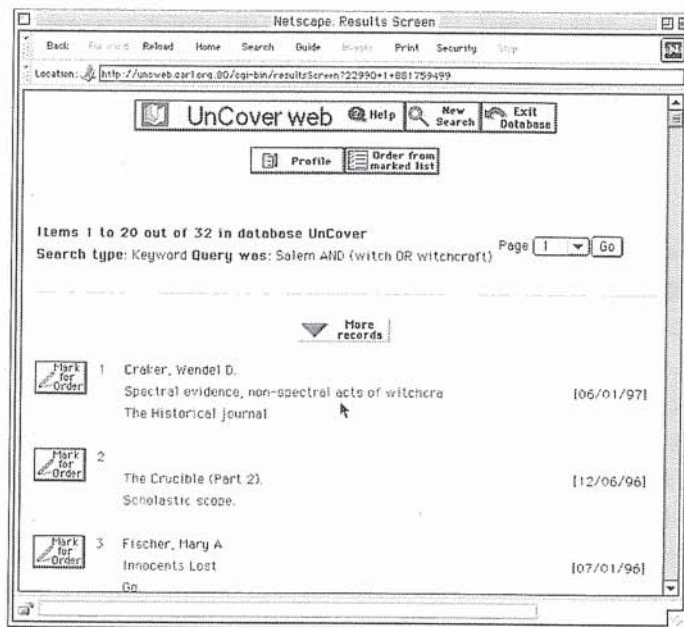 Netscape: Results Screen
Back Forward Reload Home Search Guide Images Print Security Stop
Location: http://uncweb.carl.org.80/cgi-bin/resultsScreen?22990+1+881759499
UnCover web Help New Search Exit Database
Profile Order from marked list
Items 1 to 20 out of 32 in database UnCover
Search type: Keyword Query was: Salem AND (witch OR witchcraft) Page 1 Go
More records
Mark for Order 1 Craker, Wendel D.
Spectral evidence, non-spectral acts of witchcra [06/01/97]
The Historical journal
Mark for Order 2
The Crucible (Part 2). [12/06/96]
Scholastic scope.
Mark for Order 3 Fischer, Mary A
Innocents Lost [07/01/96]
GQ